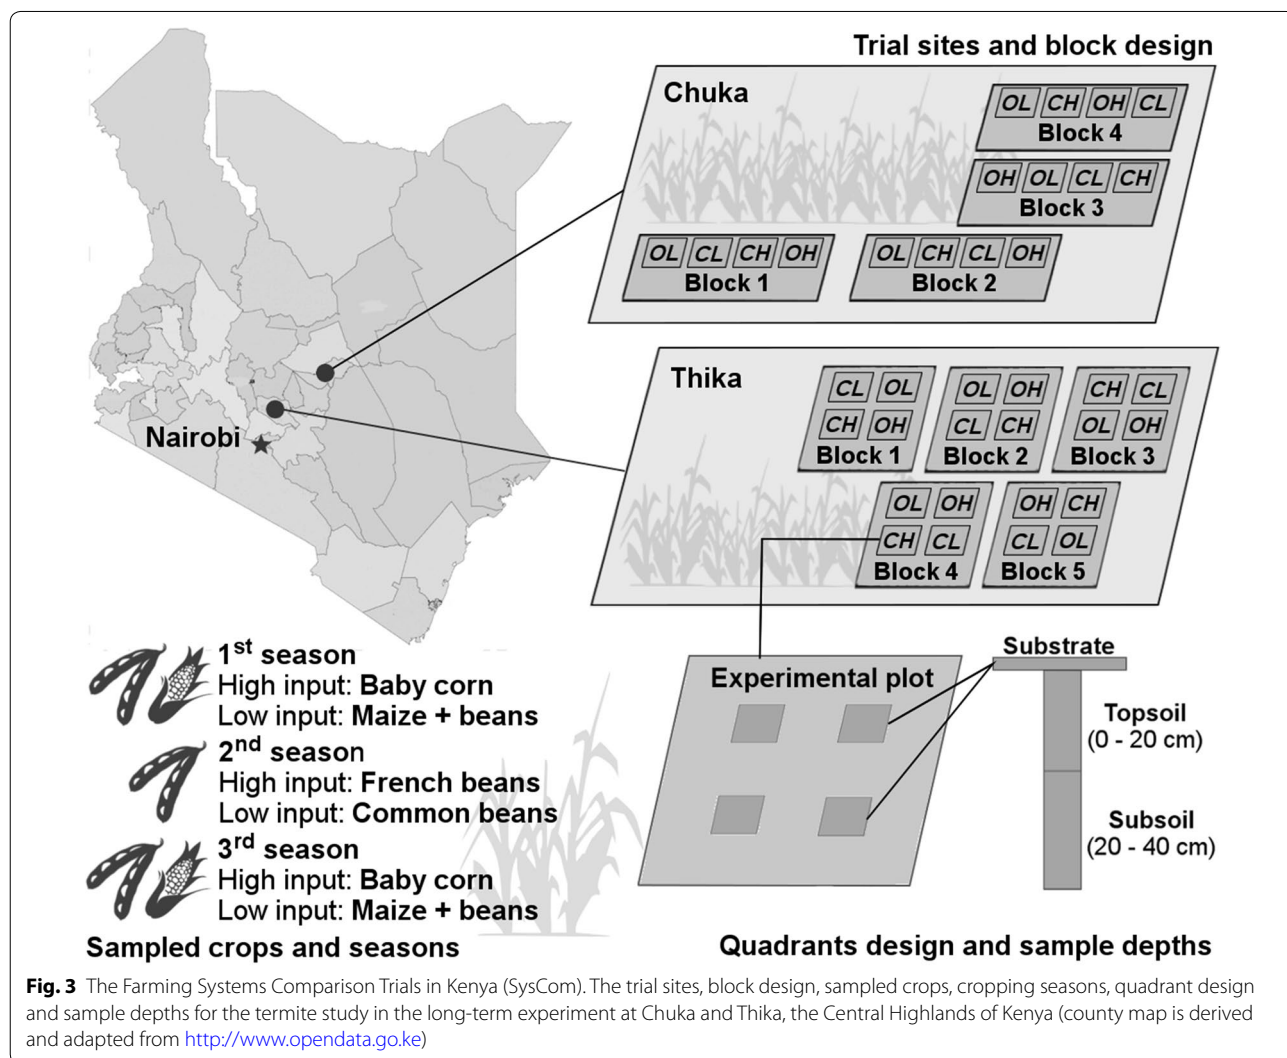 Trial sites and block design
Chuka
OL CH OH CL
Block 4
OH OL CL CH
Block 3
OL CL CH OH
Block 1
OL CH CL OH
Block 2
Thika
CL OL
CH OH
Block 1
OL OH
CL CH
Block 2
CH CL
OL OH
Block 3
OL OH
CH CL
Block 4
OH CH
CL OL
Block 5
Nairobi
1st season
High input: Baby corn
Low input: Maize + beans
2nd season
High input: French beans
Low input: Common beans
3rd season
High input: Baby corn
Low input: Maize + beans
Sampled crops and seasons
Experimental plot
Substrate
Topsoil
(0 - 20 cm)
Subsoil
(20 - 40 cm)
Quadrants design and sample depths
Fig. 3 The Farming Systems Comparison Trials in Kenya (SysCom). The trial sites, block design, sampled crops, cropping seasons, quadrant design
and sample depths for the termite study in the long-term experiment at Chuka and Thika, the Central Highlands of Kenya (county map is derived
and adapted from http://www.opendata.go.ke)